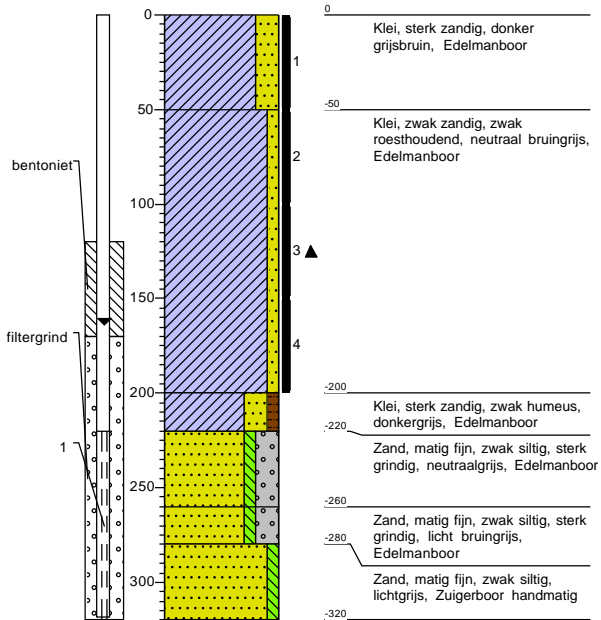 0
50
100
150
200
250
300
bentoniet
filtergrind
1
1
2
3
4
0
Klei, sterk zandig, donker
grijsbruin, Edelmanboor
-50
Klei, zwak zandig, zwak
roesthoudend, neutraal bruingrijs,
Edelmanboor
-200
Klei, sterk zandig, zwak humeus,
donkergrijs, Edelmanboor
-220
Zand, matig fijn, zwak siltig, sterk
grindig, neutraalgrijs, Edelmanboor
-260
Zand, matig fijn, zwak siltig, sterk
grindig, licht bruingrijs,
Edelmanboor
-280
Zand, matig fijn, zwak siltig,
lichtgrijs, Zuigerboor handmatig
-320